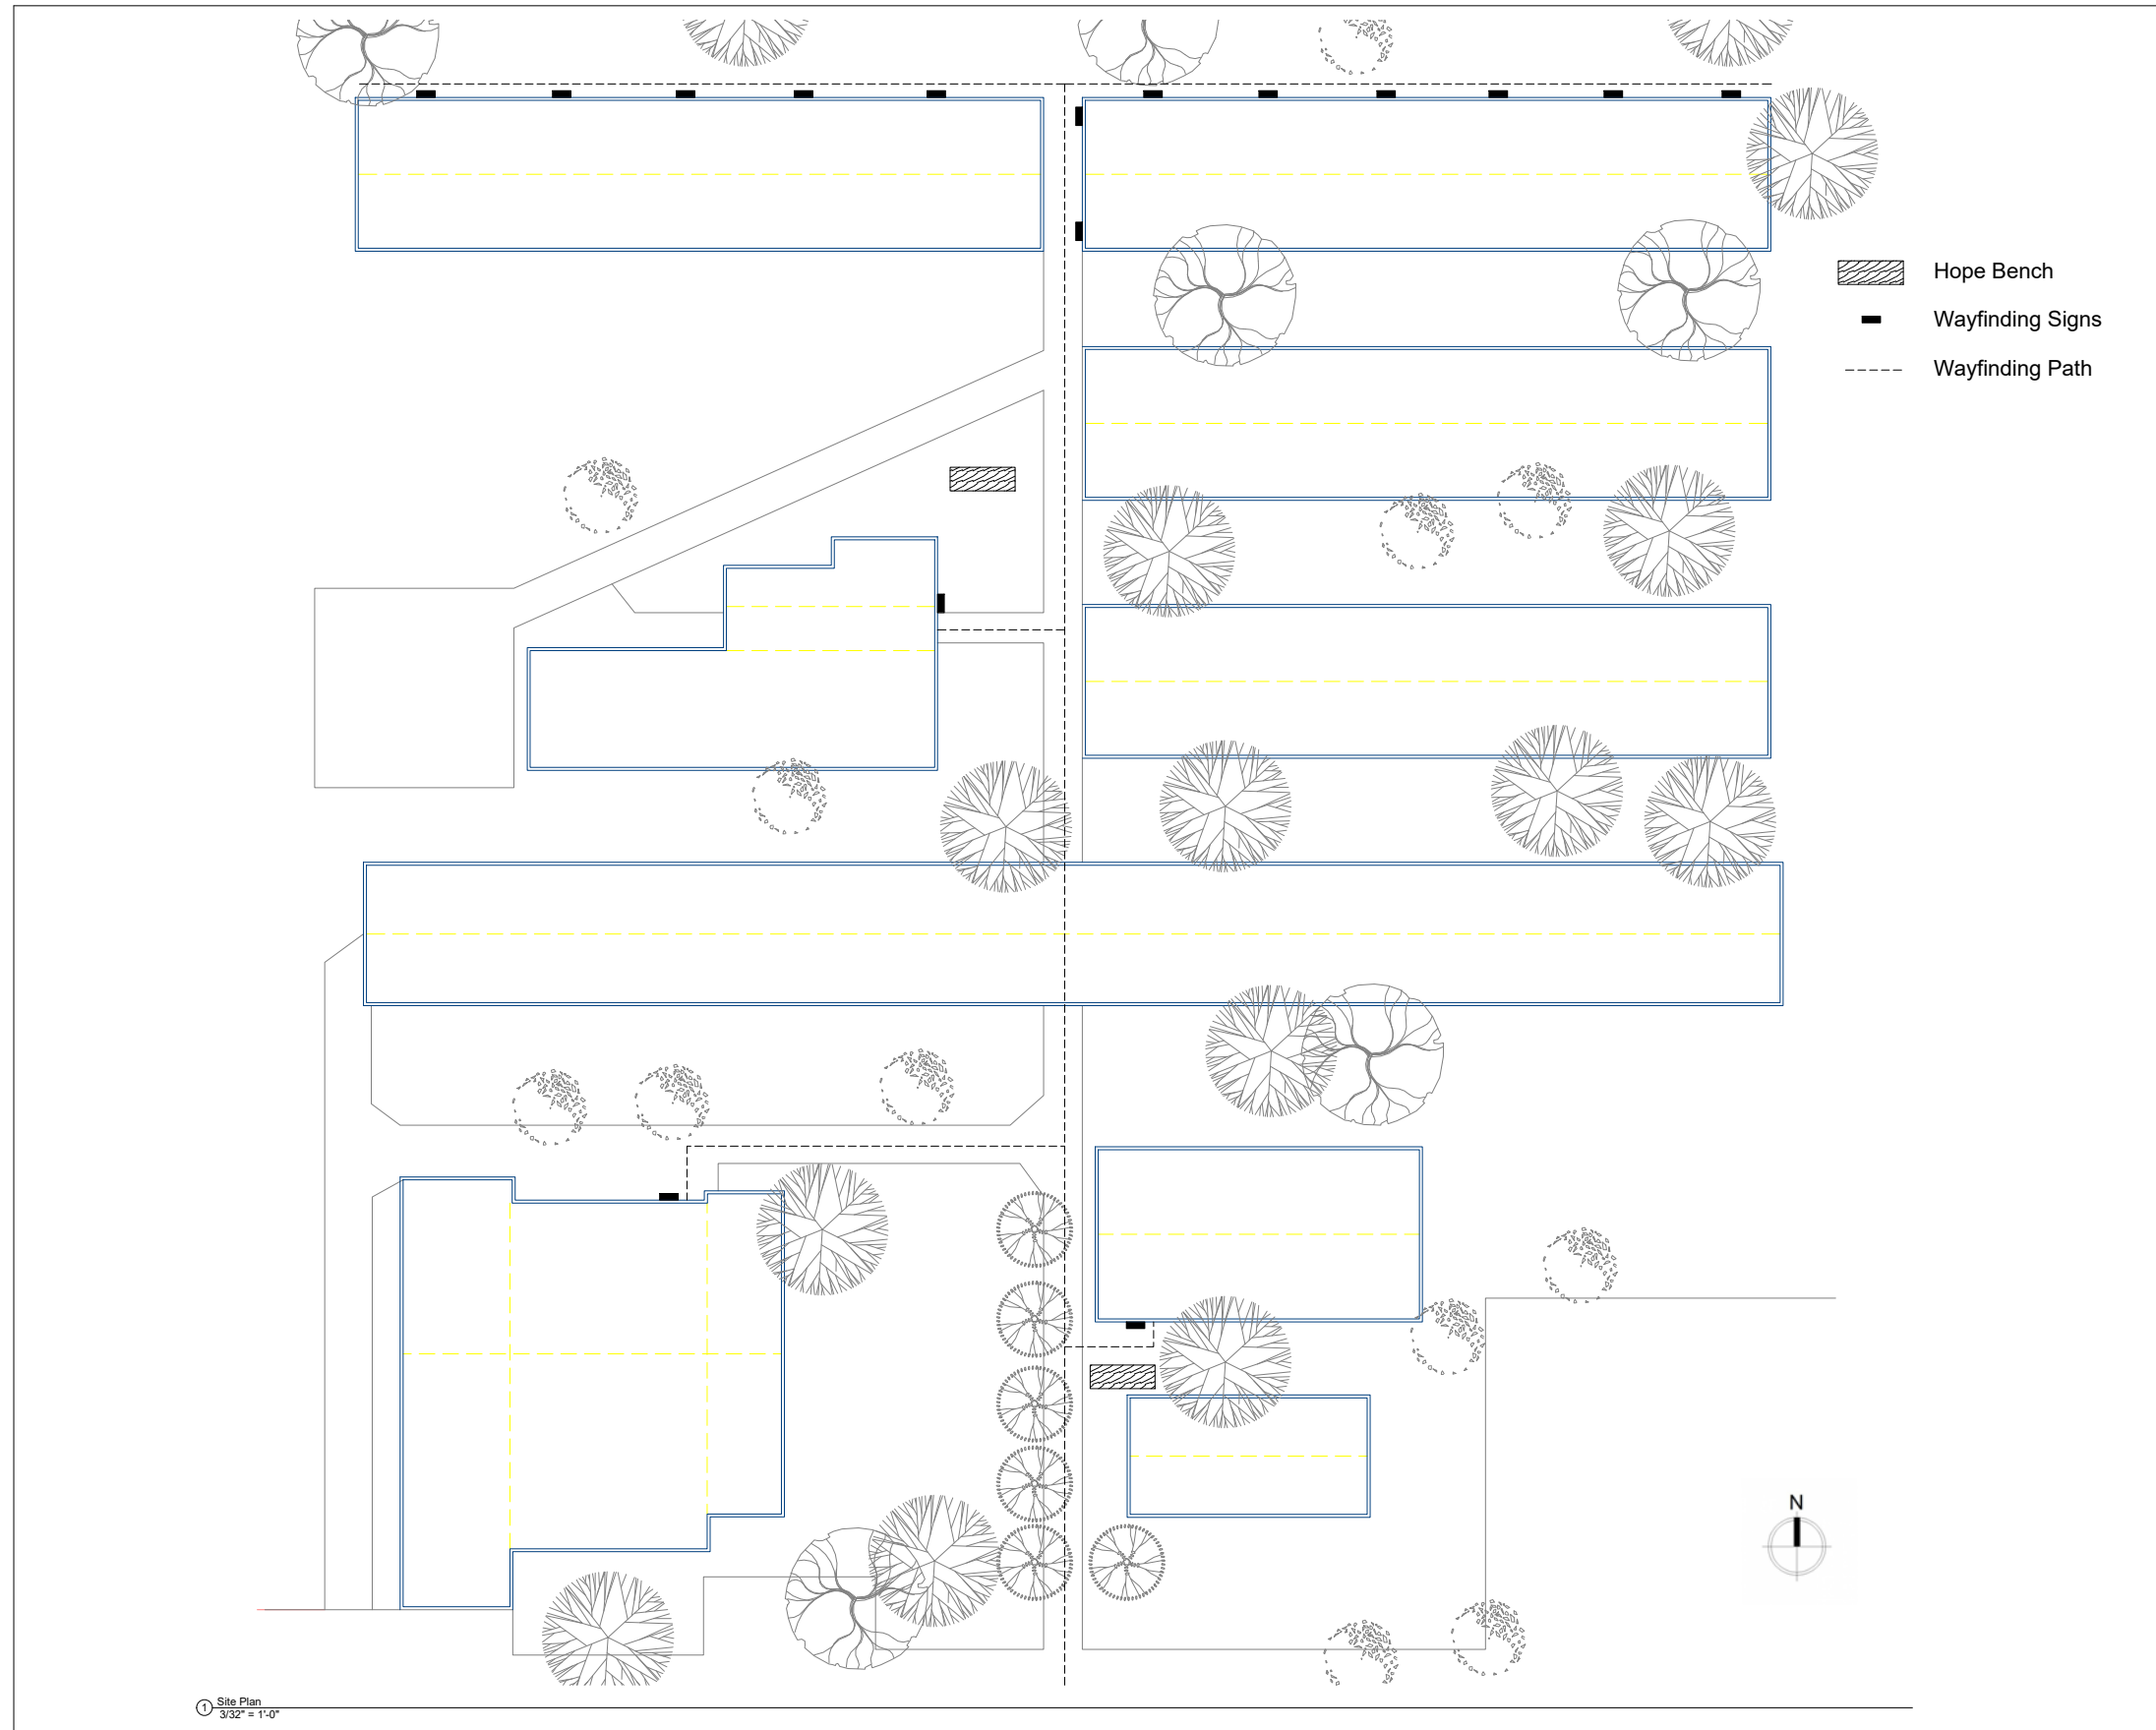 Hope Bench
Wayfinding Signs
Wayfinding Path
N
1
Site Plan
3/32" = 1'-0"